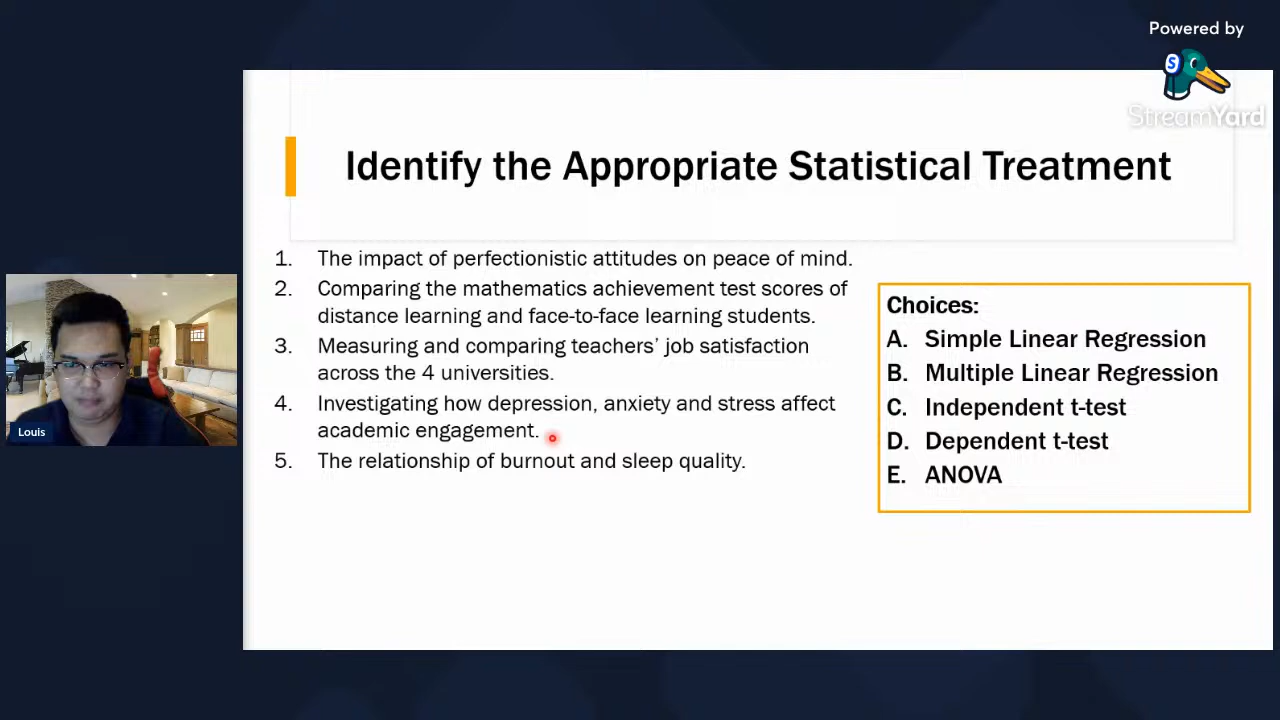 Powered by
S
StreamYard
Identify the Appropriate Statistical Treatment
1. The impact of perfectionistic attitudes on peace of mind.
2. Comparing the mathematics achievement test scores of
distance learning and face-to-face learning students.
3. Measuring and comparing teachers’ job satisfaction
across the 4 universities.
4. Investigating how depression, anxiety and stress affect
academic engagement.
5. The relationship of burnout and sleep quality.
Choices:
A. Simple Linear Regression
B. Multiple Linear Regression
C. Independent t-test
D. Dependent t-test
E. ANOVA
Louis